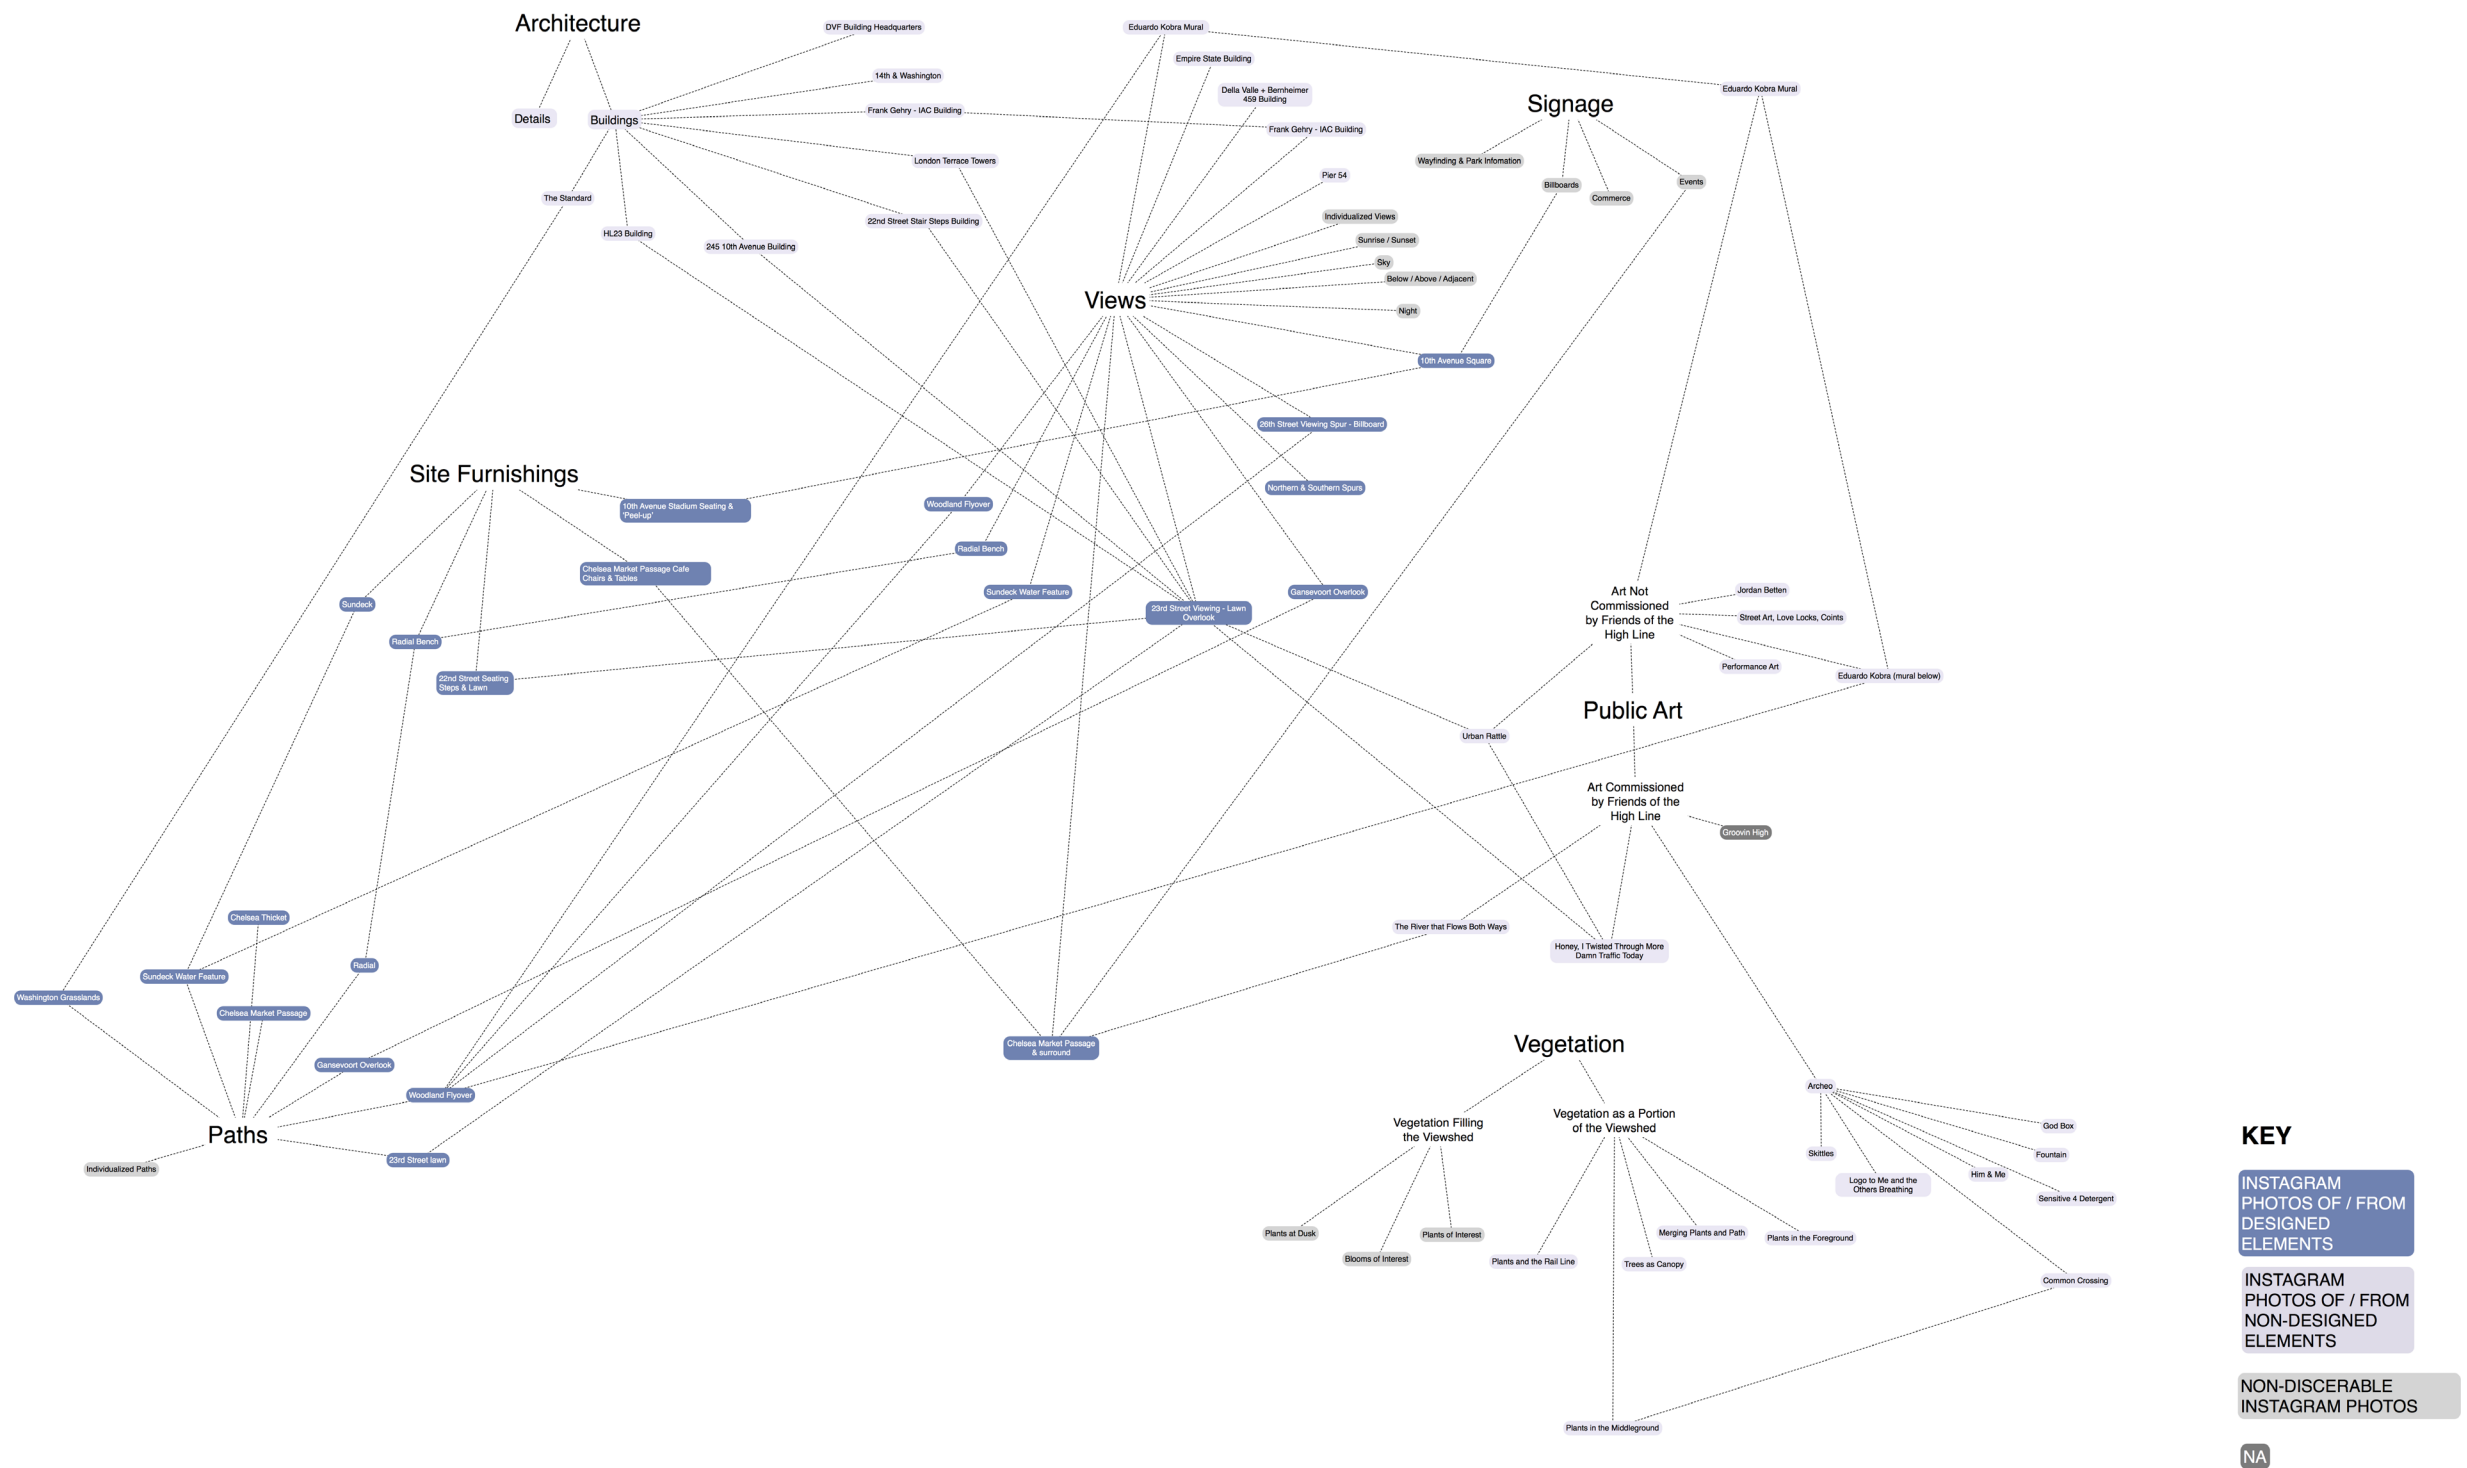 Architecture
DVF Building Headquarters
Eduardo Kobra Mural
Empire State Building
14th & Washington
Della Valle + Bernheimer
459 Building
Eduardo Kobra Mural
Signage
Details
Buildings
Frank Gehry - IAC Building
Frank Gehry - IAC Building
London Terrace Towers
Wayfinding & Park Infomation
Pier 54
Billboards
Events
Commerce
The Standard
22nd Street Stair Steps Building
Individualized Views
HL23 Building
245 10th Avenue Building
Sunrise / Sunset
Sky
Below / Above / Adjacent
Views
Night
10th Avenue Square
26th Street Viewing Spur - Billboard
Site Furnishings
Northern & Southern Spurs
10th Avenue Stadium Seating &
'Peel-up'
Woodland Flyover
Radial Bench
Chelsea Market Passage Cafe
Chairs & Tables
Sundeck Water Feature
Gansevoort Overlook
Sundeck
23rd Street Viewing - Lawn
Overlook
Art Not
Commissioned
by Friends of the
High Line
Jordan Betten
Street Art, Love Locks, Coints
Radial Bench
Performance Art
Eduardo Kobra (mural below)
22nd Street Seating
Steps & Lawn
Public Art
Urban Rattle
Art Commissioned
by Friends of the
High Line
Groovin High
Chelsea Thicket
The River that Flows Both Ways
Honey, I Twisted Through More
Damn Traffic Today
Radial
Sundeck Water Feature
Washington Grasslands
Chelsea Market Passage
Chelsea Market Passage
& surround
Vegetation
Gansevoort Overlook
Woodland Flyover
Archeo
Vegetation Filling
the Viewshed
Vegetation as a Portion
of the Viewshed
God Box
Paths
KEY
23rd Street lawn
Individualized Paths
Skittles
Fountain
Him & Me
Logo to Me and the
Others Breathing
Sensitive 4 Detergent
INSTAGRAM
PHOTOS OF / FROM
DESIGNED
ELEMENTS
Plants at Dusk
Plants of Interest
Blooms of Interest
Merging Plants and Path
Plants in the Foreground
Plants and the Rail Line
Trees as Canopy
Common Crossing
INSTAGRAM
PHOTOS OF / FROM
NON-DESIGNED
ELEMENTS
NON-DISCERABLE
INSTAGRAM PHOTOS
Plants in the Middleground
NA